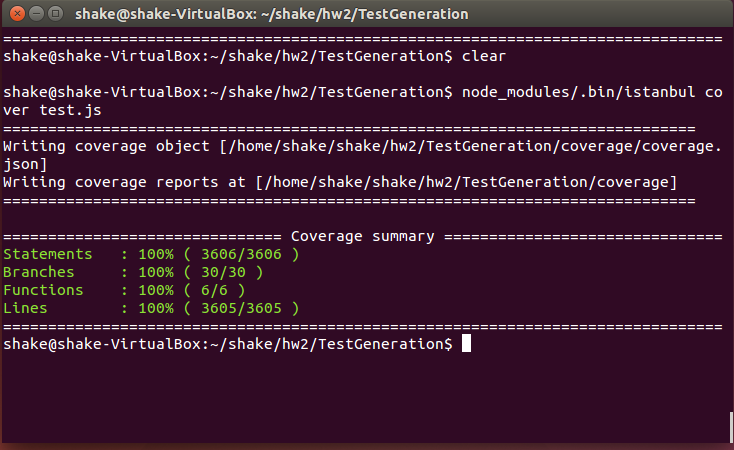 shake@shake-VirtualBox: ~/shake/hw2/TestGeneration
================================================================================
shake@shake-VirtualBox:~/shake/hw2/TestGeneration$ clear
shake@shake-VirtualBox:~/shake/hw2/TestGeneration$ node_modules/.bin/istanbul co
ver test.js
=============================================================================
Writing coverage object [/home/shake/shake/hw2/TestGeneration/coverage/coverage.
json]
Writing coverage reports at [/home/shake/shake/hw2/TestGeneration/coverage]
=============================================================================
=============================== Coverage summary ===============================
Statements   : 100% ( 3606/3606 )
Branches     : 100% ( 30/30 )
Functions    : 100% ( 6/6 )
Lines        : 100% ( 3605/3605 )
================================================================================
shake@shake-VirtualBox:~/shake/hw2/TestGeneration$